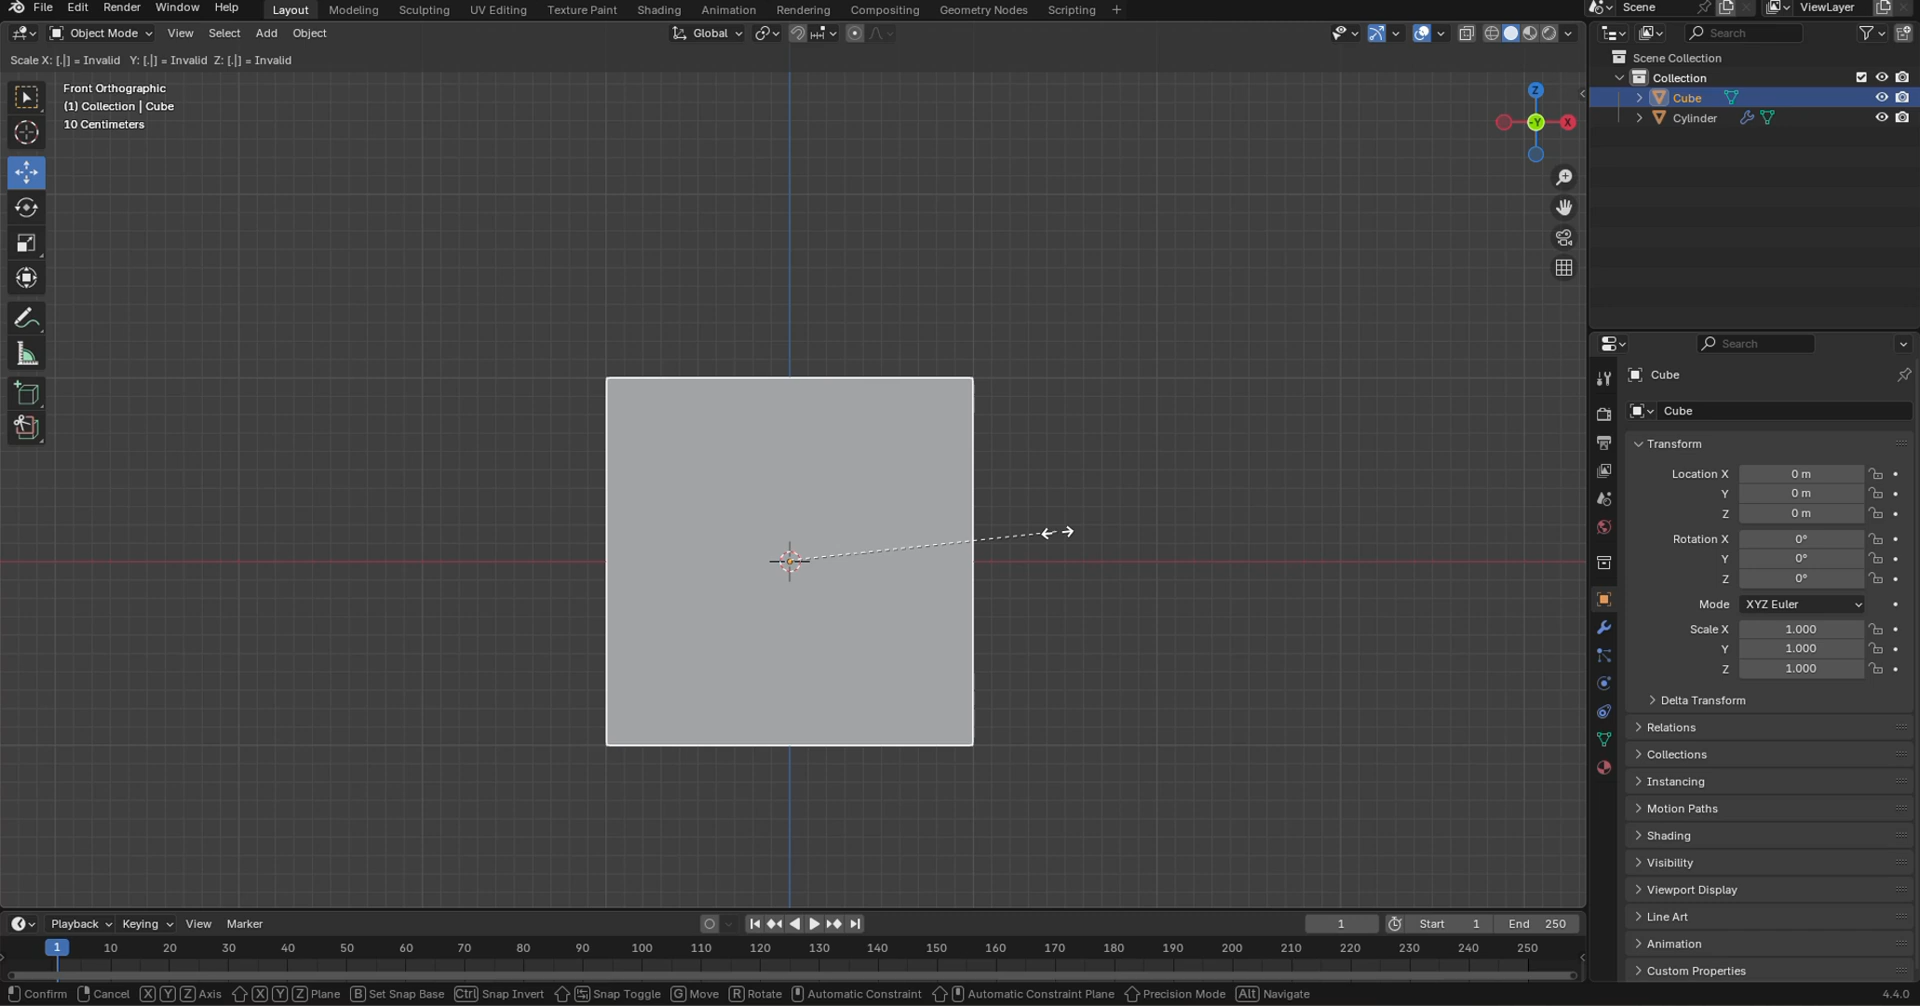 File Edit Render Window Help Layout Modeling Sculpting UV Editing Texture Paint Shading Animation Rendering Compositing Geometry Nodes Scripting + Scene ViewLayer
Object Mode View Select Add Object Global Search
Scale X: [.|] = Invalid Y: [.|] = Invalid Z: [.|] = Invalid
Scene Collection
Front Orthographic
Collection
(1) Collection | Cube
Cube
10 Centimeters
Cylinder
Z
-Y X
Search
Cube
Cube
Transform
Location X 0 m
Y 0 m
Z 0 m
Rotation X 0°
Y 0°
Z 0°
Mode XYZ Euler
Scale X 1.000
Y 1.000
Z 1.000
Delta Transform
Relations
Collections
Instancing
Motion Paths
Shading
Visibility
Viewport Display
Line Art
Animation
Custom Properties
Playback Keying View Marker 1 Start 1 End 250
1 10 20 30 40 50 60 70 80 90 100 110 120 130 140 150 160 170 180 190 200 210 220 230 240 250
Confirm Cancel X Y Z Axis X Y Z Plane B Set Snap Base Ctrl Snap Invert Snap Toggle G Move R Rotate Automatic Constraint Automatic Constraint Plane Precision Mode Alt Navigate 4.4.0